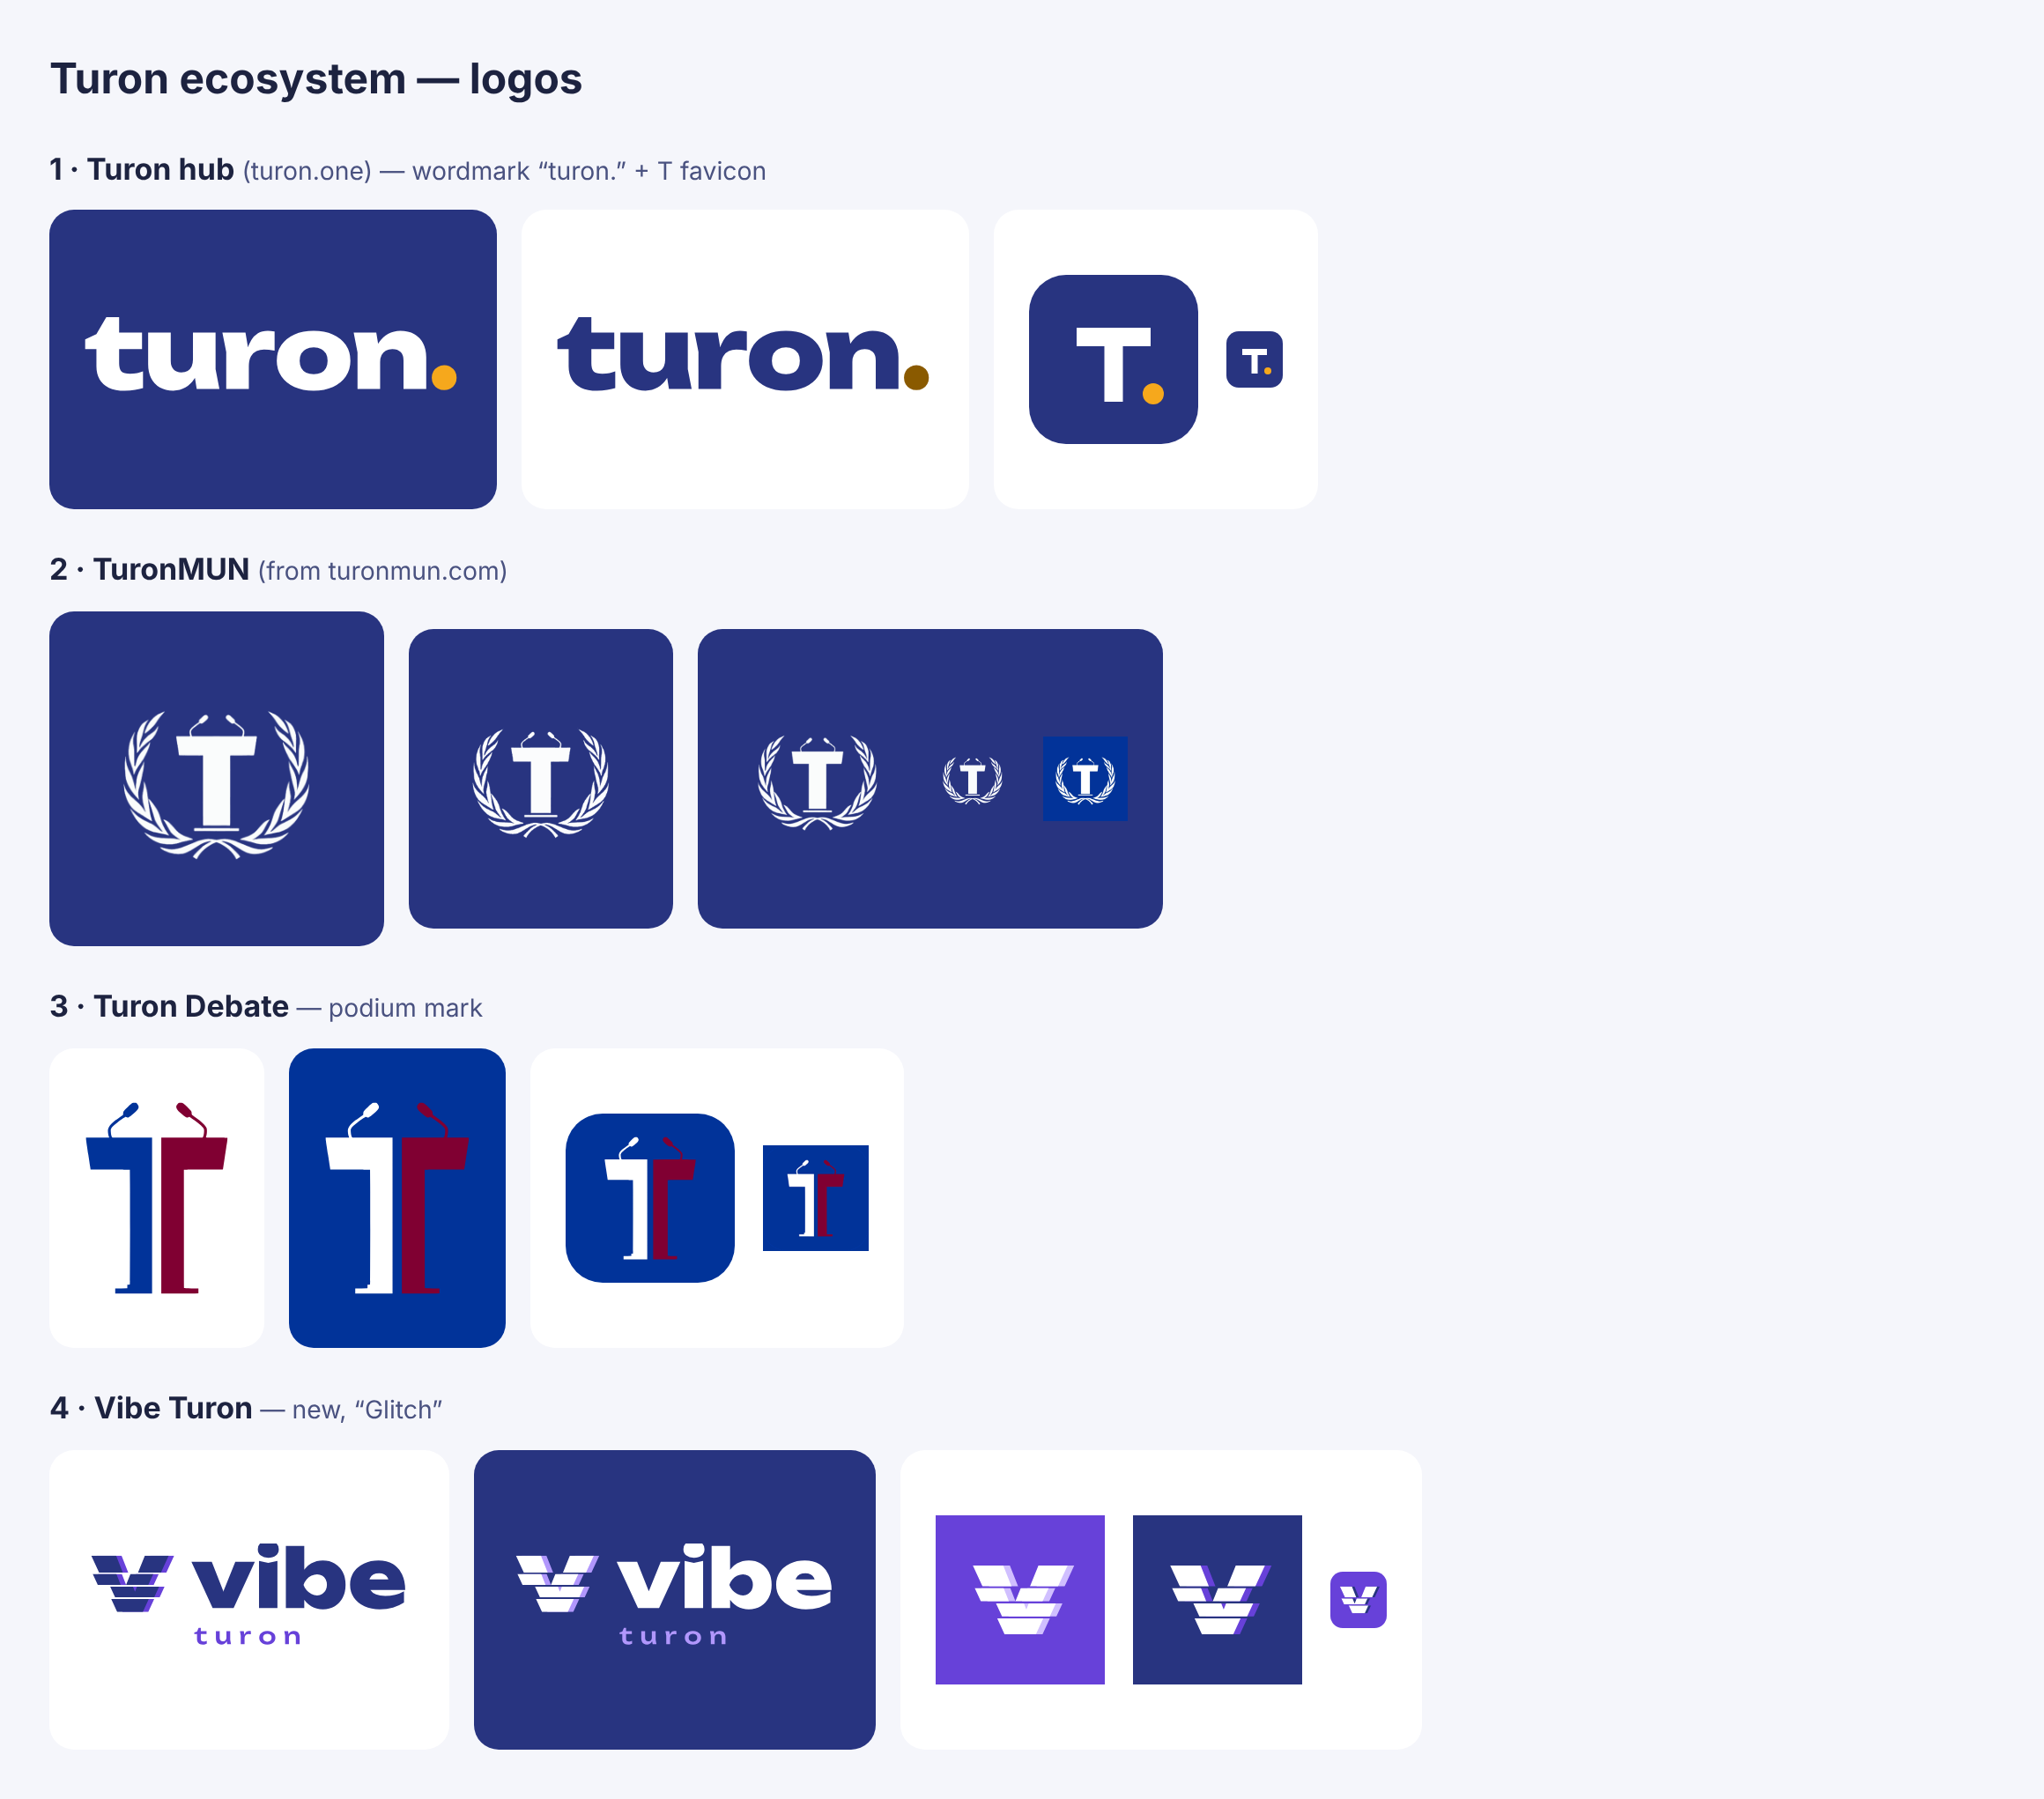 Turon ecosystem — logos
1 · Turon hub (turon.one) — wordmark “turon.” + T favicon
turon. turon. T. T.
2 · TuronMUN (from turonmun.com)
3 · Turon Debate — podium mark
4 · Vibe Turon — new, “Glitch”
vibe vibe
turon turon